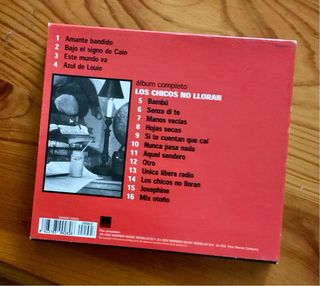 1 Amante bandido
2 Bajo el signo de Caín
3 Este mundo va
4 Azul de Louie
álbum completo
LOS CHICOS NO LLORAN
5 Bambú
6 Senza di te
7 Manos vacías
8 Hojas secas
9 Si te cuentan que caí
10 Nunca pasa nada
11 Aquel sendero
12 Otro
13 Unica libera radio
14 Los chicos no lloran
15 Josephine
16 Mix otoño